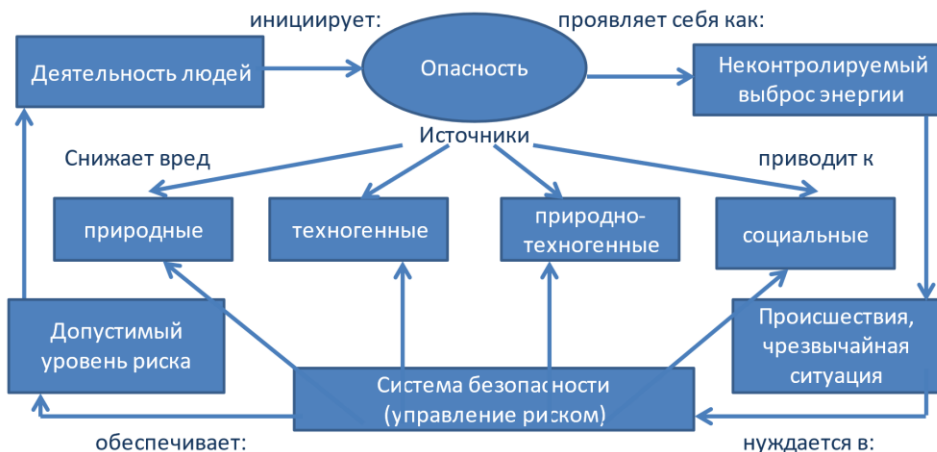 инициирует:
проявляет себя как:
Деятельность людей
Опасность
Неконтролируемый
выброс энергии
Источники
Снижает вред
приводит к
природные
техногенные
природно-
техногенные
социальные
Допустимый
уровень риска
Происшествия,
чрезвычайная
ситуация
Система безопасности
(управление риском)
обеспечивает:
нуждается в: